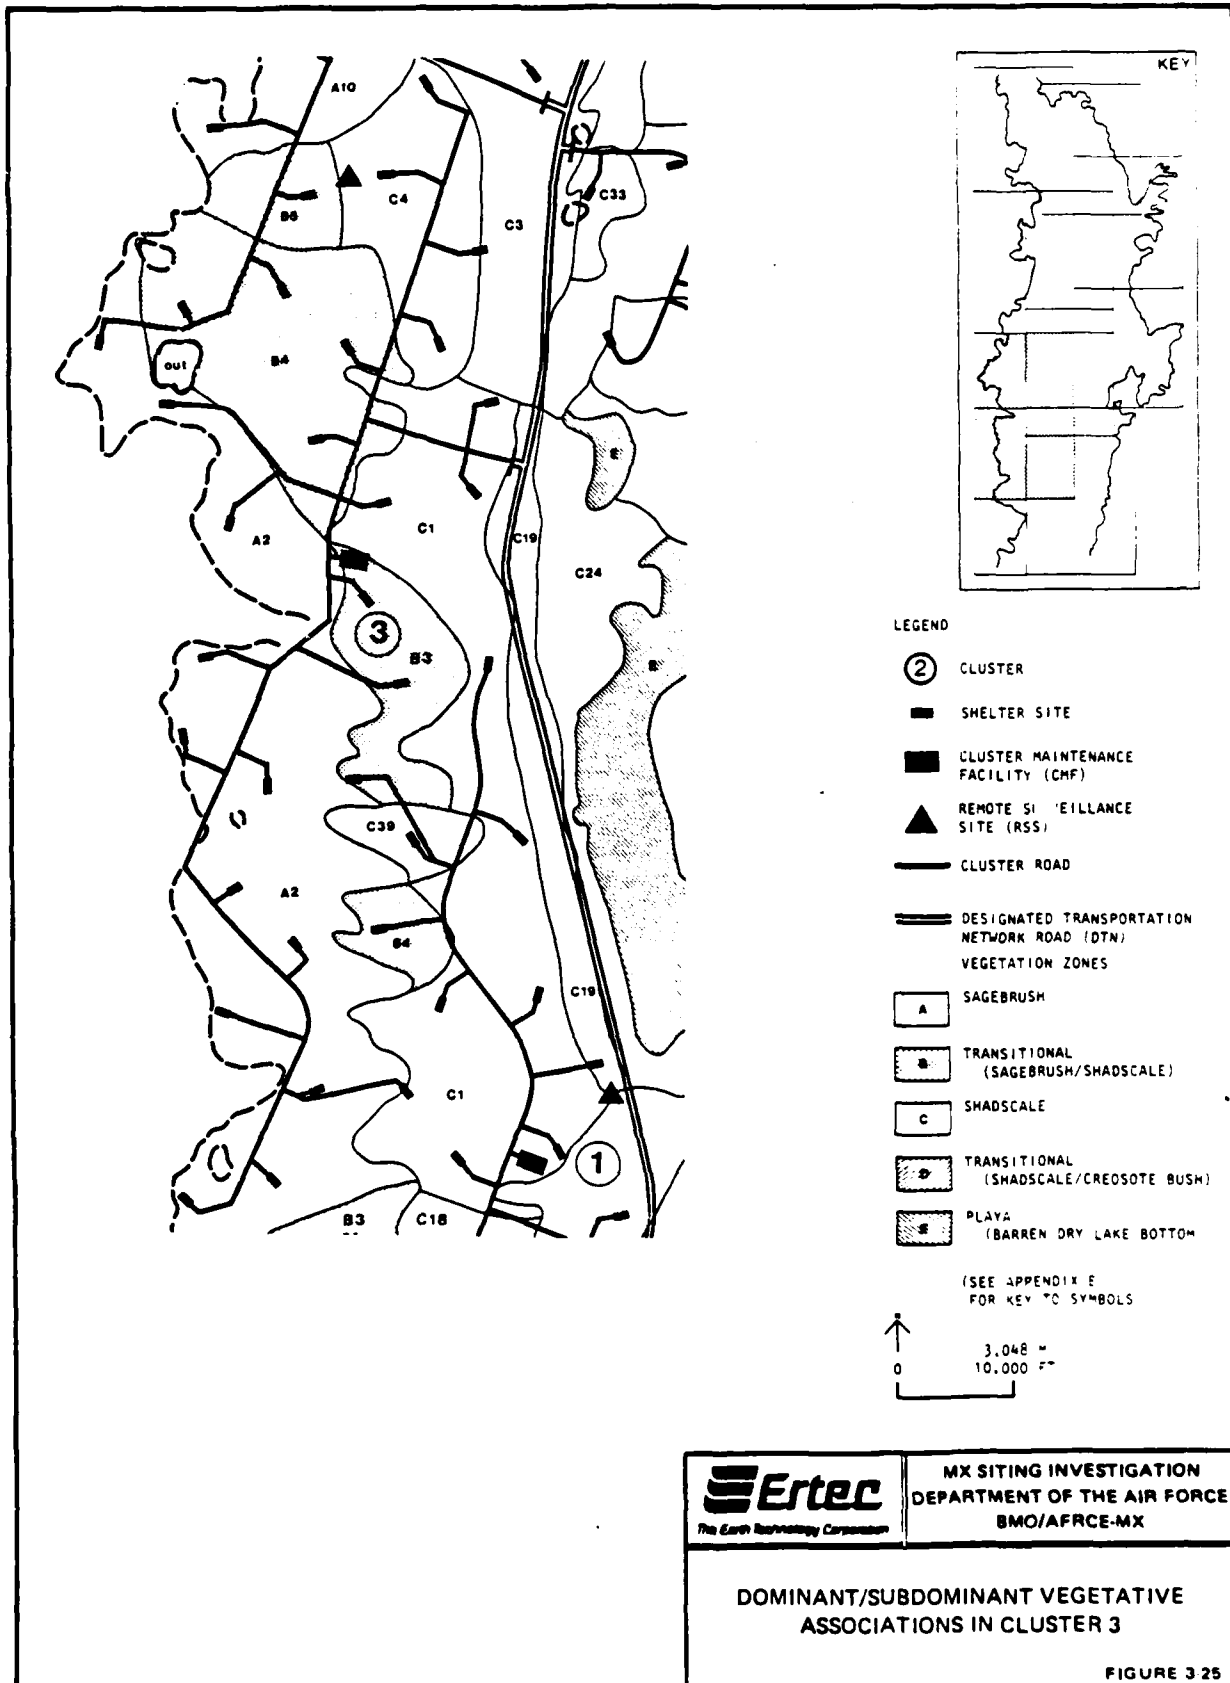 KEY
A10
B6
C4
C3
C33
B4
out
A2
C1
C19
C24
E
3
B3
E
C39
A2
B4
C19
C1
1
B3
C18
LEGEND
2 CLUSTER
SHELTER SITE
CLUSTER MAINTENANCE
FACILITY (CMF)
REMOTE SU EILLANCE
SITE (RSS)
CLUSTER ROAD
DESIGNATED TRANSPORTATION
NETWORK ROAD (DTN)
VEGETATION ZONES
A SAGEBRUSH
B TRANSITIONAL
(SAGEBRUSH/SHADSCALE)
C SHADSCALE
D TRANSITIONAL
(SHADSCALE/CREOSOTE BUSH)
E PLAYA
(BARREN DRY LAKE BOTTOM
(SEE APPENDIX E
FOR KEY TO SYMBOLS
3,048 M
0 10,000 FT
Ertec
The Earth Technology Corporation
MX SITING INVESTIGATION
DEPARTMENT OF THE AIR FORCE
BMO/AFRCE-MX
DOMINANT/SUBDOMINANT VEGETATIVE
ASSOCIATIONS IN CLUSTER 3
FIGURE 3-25